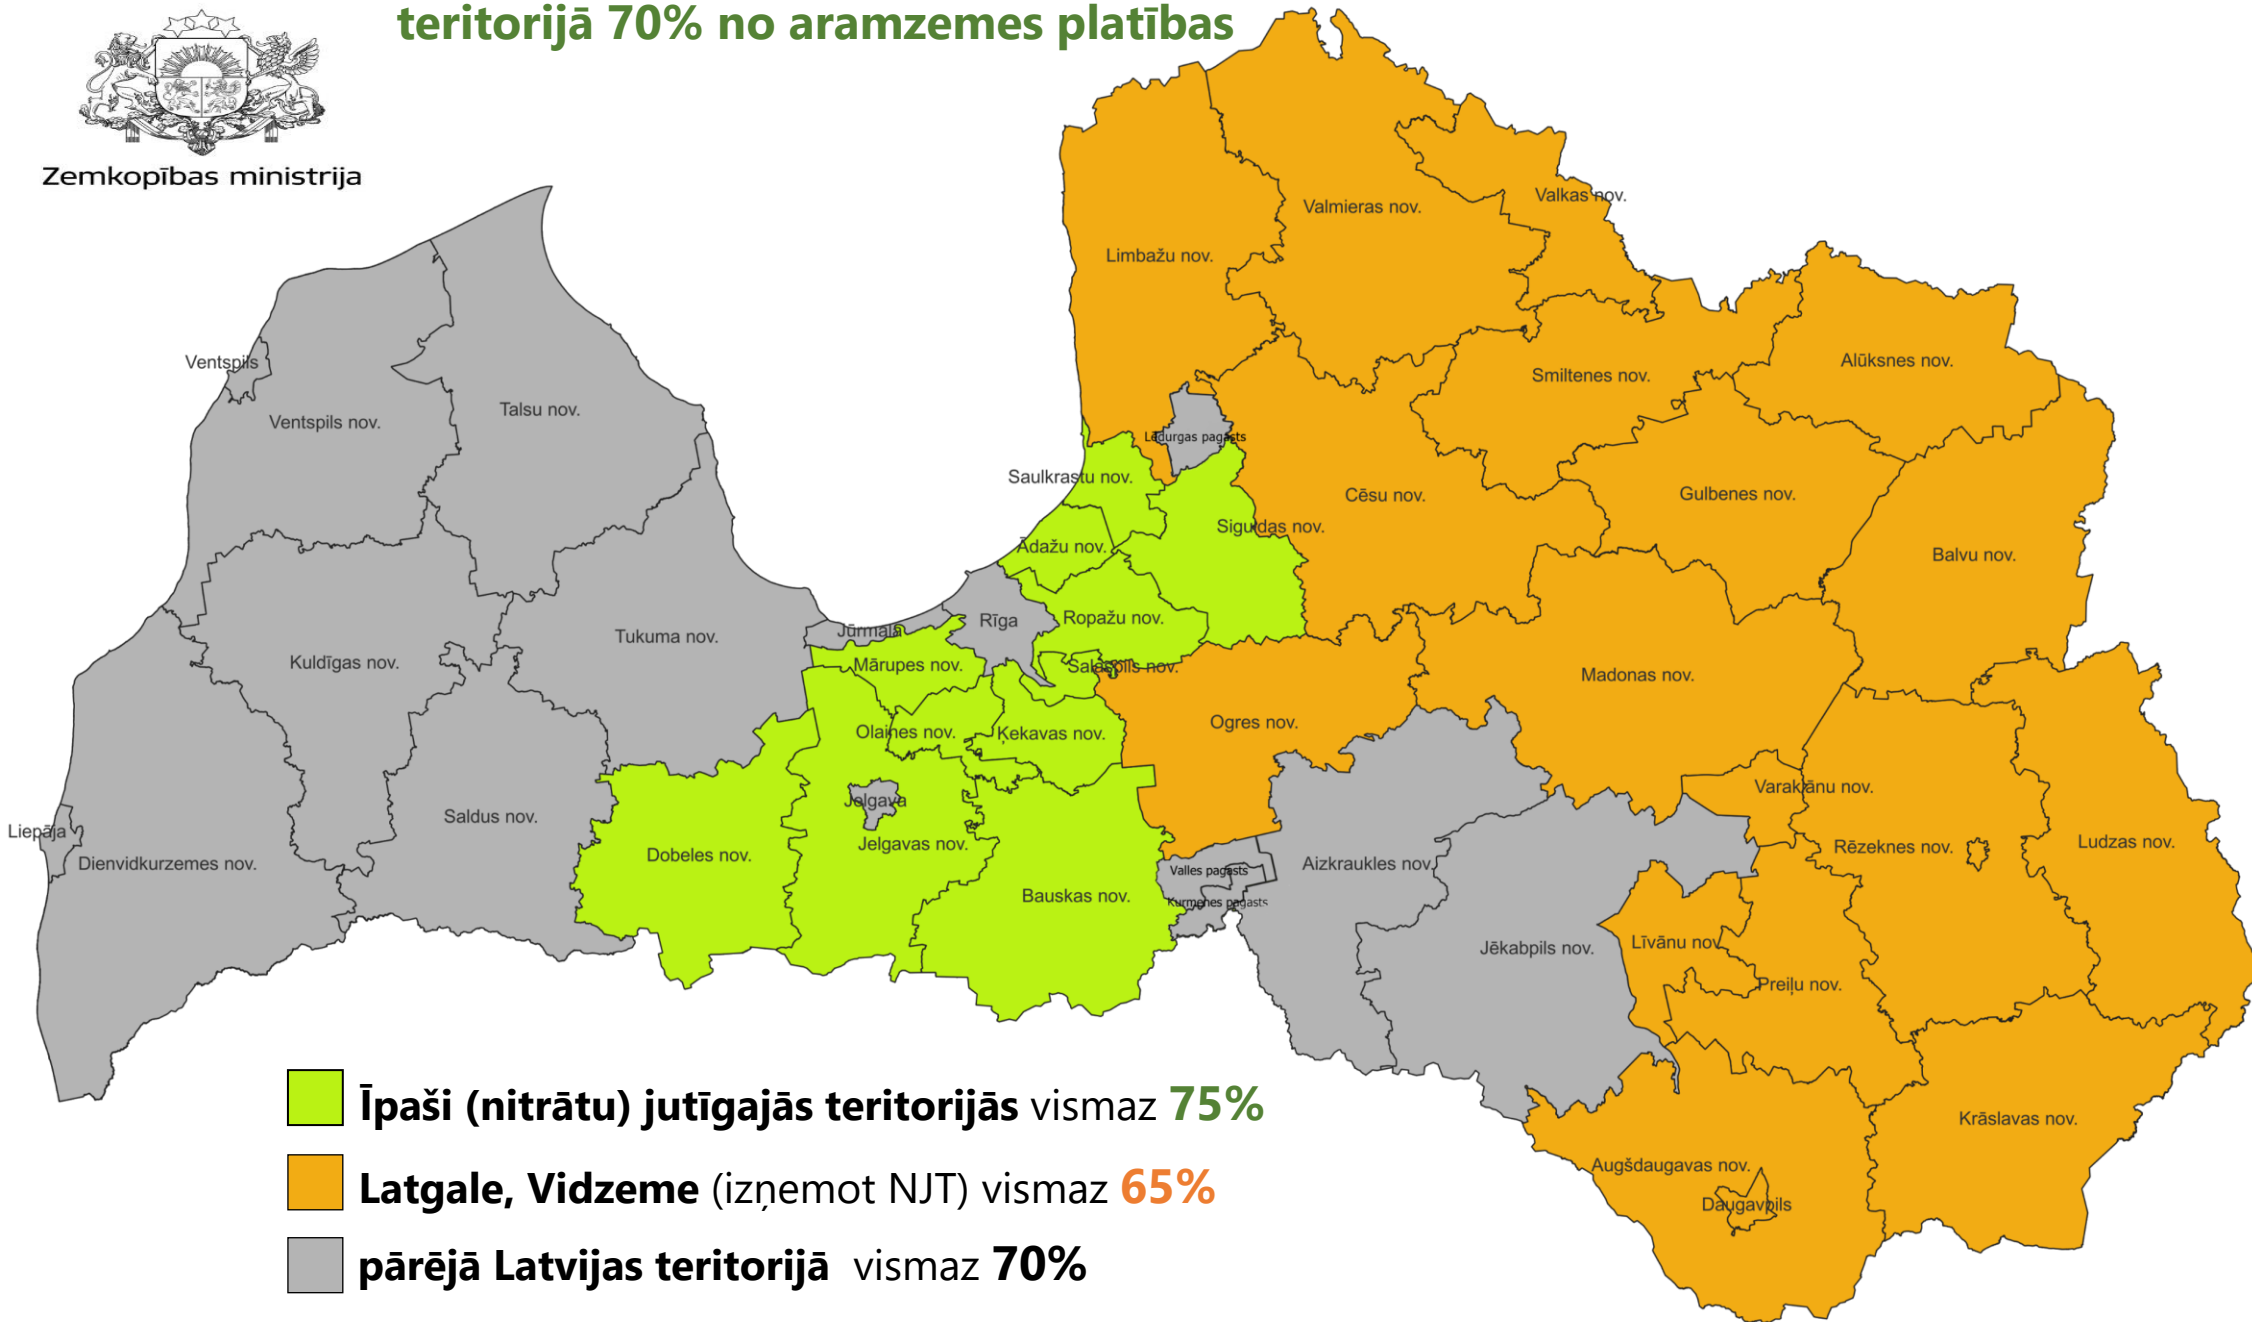 teritorijā 70% no aramzemes platības
Zemkopības ministrija
Valkas nov.
Valmieras nov.
Limbažu nov.
Ventspils
Alūksnes nov.
Smiltenes nov.
Talsu nov.
Ventspils nov.
Lēdurgas pagasts
Saulkrastu nov.
Cēsu nov.
Gulbenes nov.
Siguldas nov.
Ādažu nov.
Balvu nov.
Ropažu nov.
Rīga
Jūrmala
Tukuma nov.
Kuldīgas nov.
Mārupes nov.
Salaspils nov.
Madonas nov.
Ogres nov.
Olaines nov.
Ķekavas nov.
Varakļānu nov.
Jelgava
Saldus nov.
Liepāja
Jelgavas nov.
Ludzas nov.
Rēzeknes nov.
Dobeles nov.
Dienvidkurzemes nov.
Aizkraukles nov.
Valles pagasts
Bauskas nov.
Kurmenes pagasts
Līvānu nov.
Jēkabpils nov.
Preiļu nov.
Īpaši (nitrātu) jutīgajās teritorijās vismaz 75%
Krāslavas nov.
Augšdaugavas nov.
Latgale, Vidzeme (izņemot NJT) vismaz 65%
Daugavpils
pārējā Latvijas teritorijā vismaz 70%